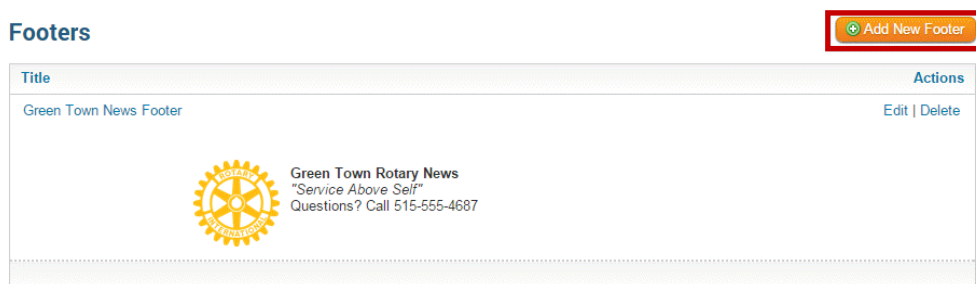 Footers
Add New Footer
Title
Actions
Green Town News Footer
Edit | Delete
ROTARY
INTERNATIONAL
Green Town Rotary News
"Service Above Self"
Questions? Call 515-555-4687